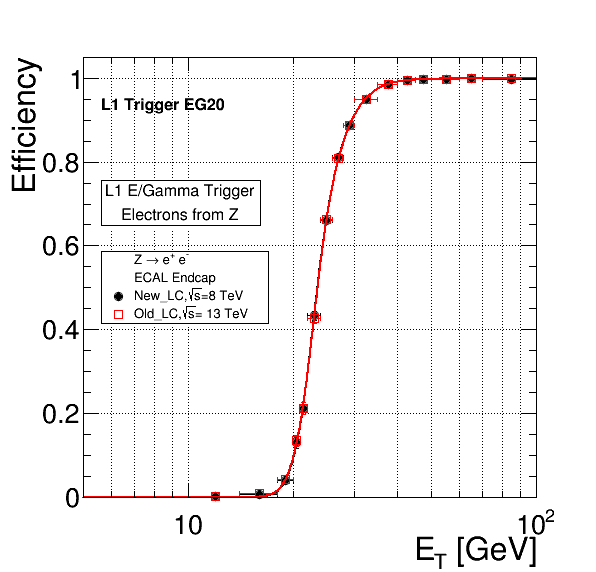 Efficiency
1
0.8
0.6
0.4
0.2
0
L1 Trigger EG20
L1 E/Gamma Trigger
Electrons from Z
Z → e⁺ e⁻
ECAL Endcap
New_LC,√s=8 TeV
Old_LC,√s= 13 TeV
10
10²
E_T [GeV]